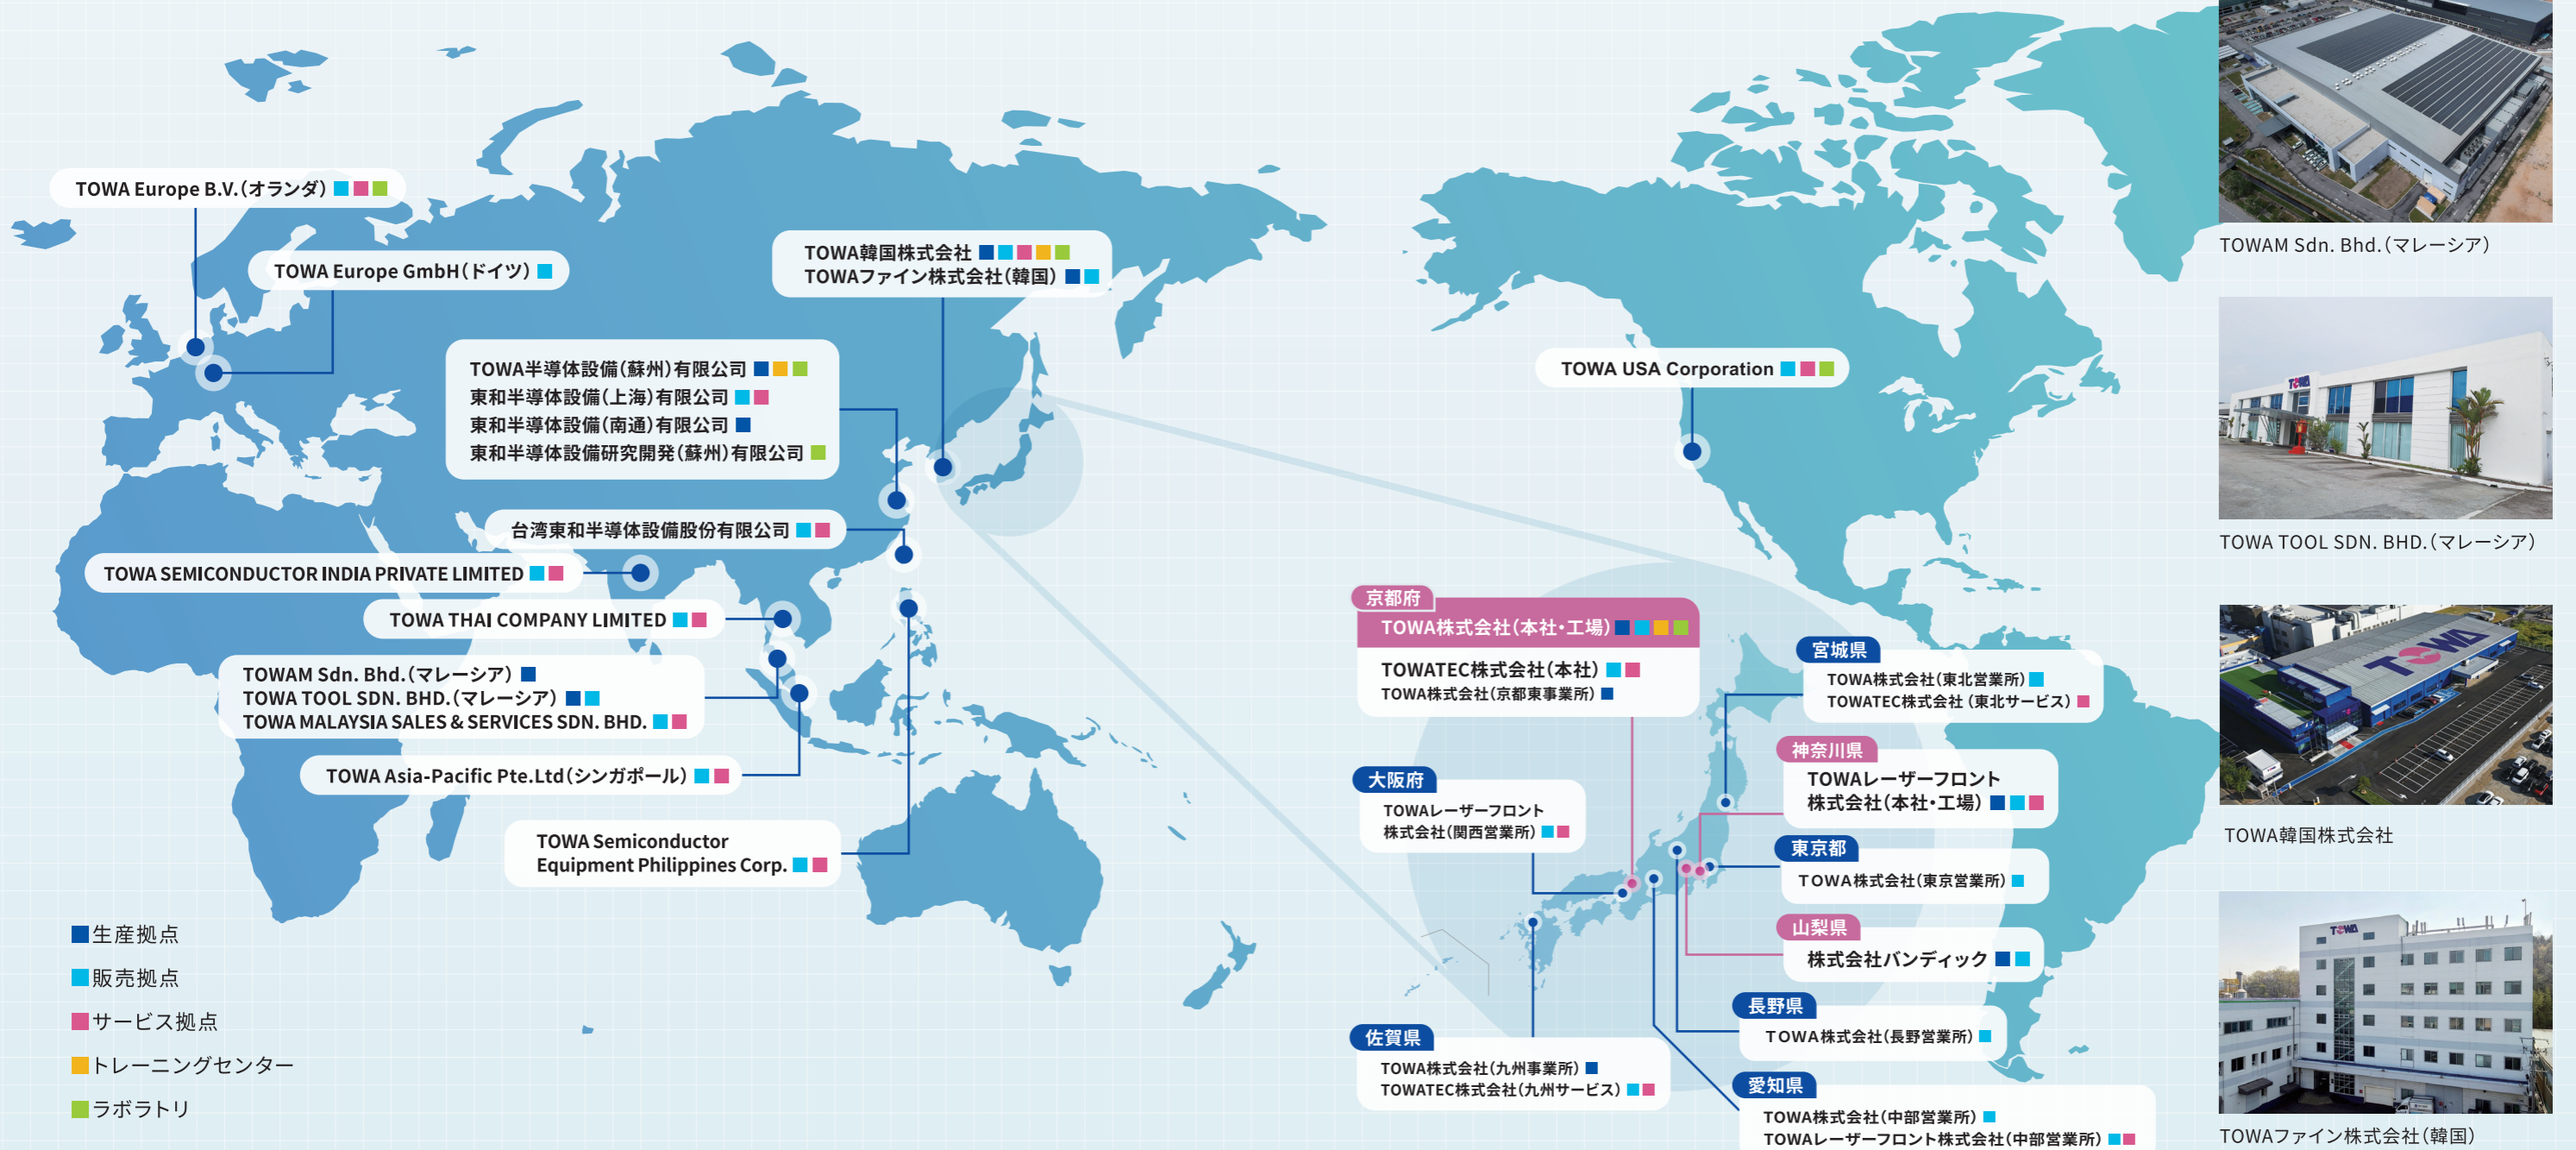 TOWA Europe B.V.（オランダ）
TOWA Europe GmbH（ドイツ）
TOWA韓国株式会社
TOWAファイン株式会社（韓国）
TOWA半導体設備（蘇州）有限公司
東和半導体設備（上海）有限公司
東和半導体設備（南通）有限公司
東和半導体設備研究開発（蘇州）有限公司
台湾東和半導体設備股份有限公司
TOWA SEMICONDUCTOR INDIA PRIVATE LIMITED
TOWA THAI COMPANY LIMITED
TOWAM Sdn. Bhd.（マレーシア）
TOWA TOOL SDN. BHD.（マレーシア）
TOWA MALAYSIA SALES & SERVICES SDN. BHD.
TOWA Asia-Pacific Pte.Ltd（シンガポール）
TOWA Semiconductor
Equipment Philippines Corp.
生産拠点
販売拠点
サービス拠点
トレーニングセンター
ラボラトリ
TOWA USA Corporation
京都府
TOWA株式会社（本社・工場）
TOWATEC株式会社（本社）
TOWA株式会社（京都東事業所）
大阪府
TOWAレーザーフロント
株式会社（関西営業所）
佐賀県
TOWA株式会社（九州事業所）
TOWATEC株式会社（九州サービス）
宮城県
TOWA株式会社（東北営業所）
TOWATEC株式会社（東北サービス）
神奈川県
TOWAレーザーフロント
株式会社（本社・工場）
東京都
TOWA株式会社（東京営業所）
山梨県
株式会社バンディック
長野県
TOWA株式会社（長野営業所）
愛知県
TOWA株式会社（中部営業所）
TOWAレーザーフロント株式会社（中部営業所）
TOWAM Sdn. Bhd.（マレーシア）
TOWA
TOWA TOOL SDN. BHD.（マレーシア）
TOWA
TOWA韓国株式会社
TOWA
TOWAファイン株式会社（韓国）